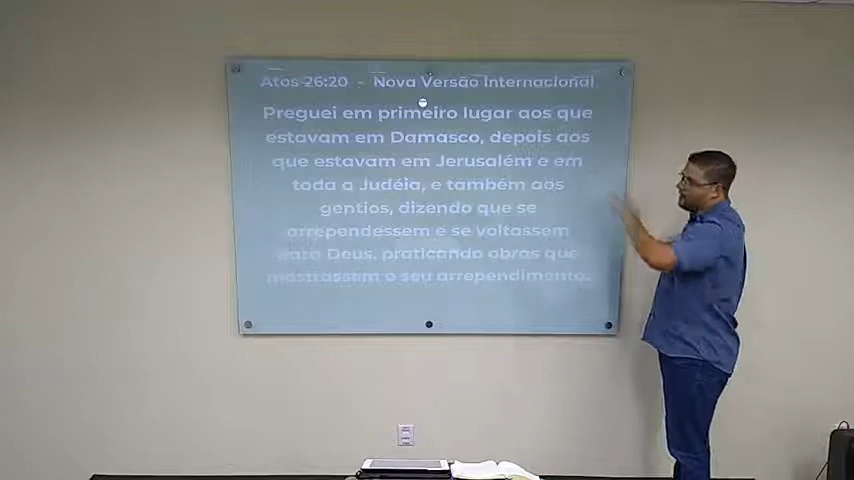 Atos 26:20 - Nova Versão Internacional
Preguei em primeiro lugar aos que
estavam em Damasco, depois aos
que estavam em Jerusalém e em
toda a Judéia, e também aos
gentios, dizendo que se
arrependessem e se voltassem
para Deus, praticando obras que
mostrassem o seu arrependimento.